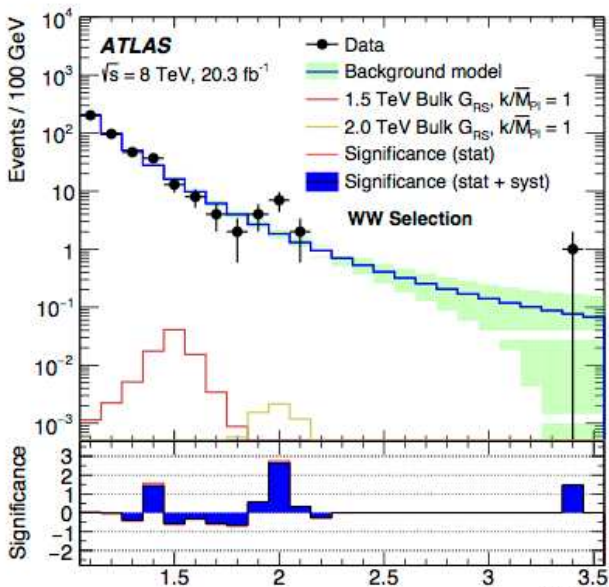 10⁴
10³
10²
10
1
10⁻¹
10⁻²
10⁻³
Events / 100 GeV
ATLAS
√s = 8 TeV, 20.3 fb⁻¹
Data
Background model
1.5 TeV Bulk G_RS, k/M̅_Pl = 1
2.0 TeV Bulk G_RS, k/M̅_Pl = 1
Significance (stat)
Significance (stat + syst)
WW Selection
Significance
3
2
1
0
-1
-2
1.5
2
2.5
3
3.5